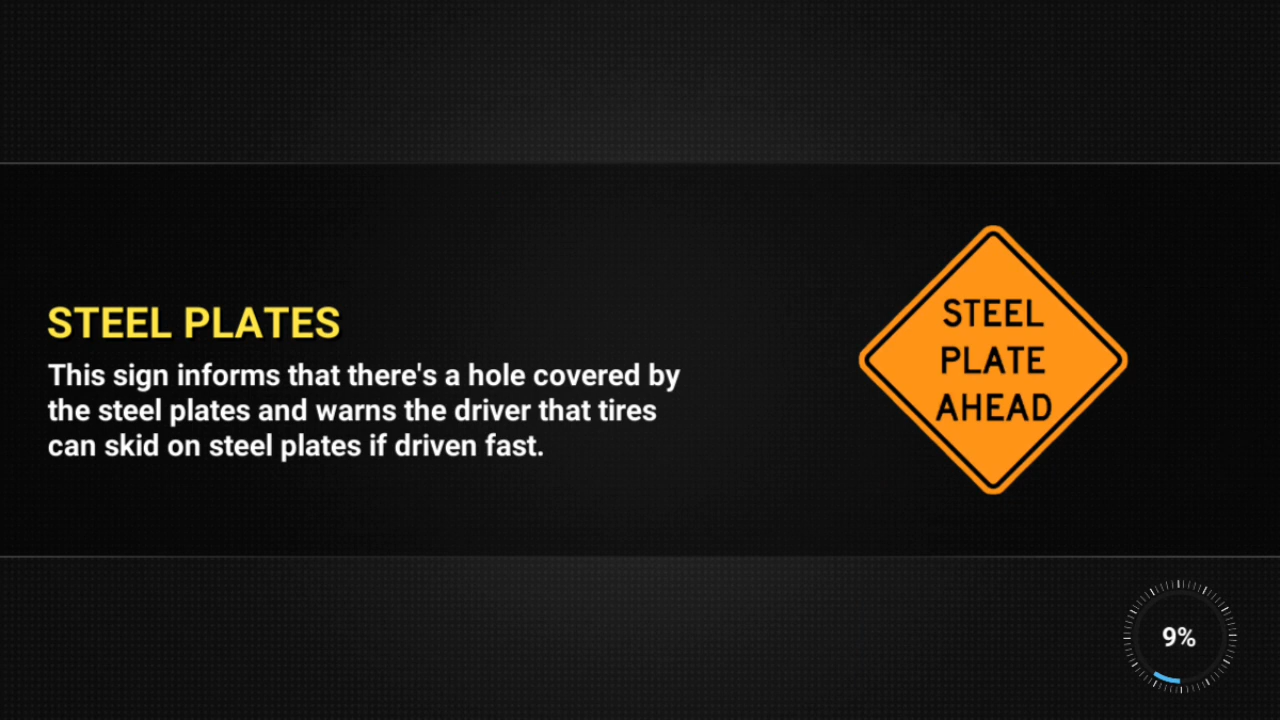 STEEL PLATES
This sign informs that there's a hole covered by
the steel plates and warns the driver that tires
can skid on steel plates if driven fast.
STEEL
PLATE
AHEAD
9%